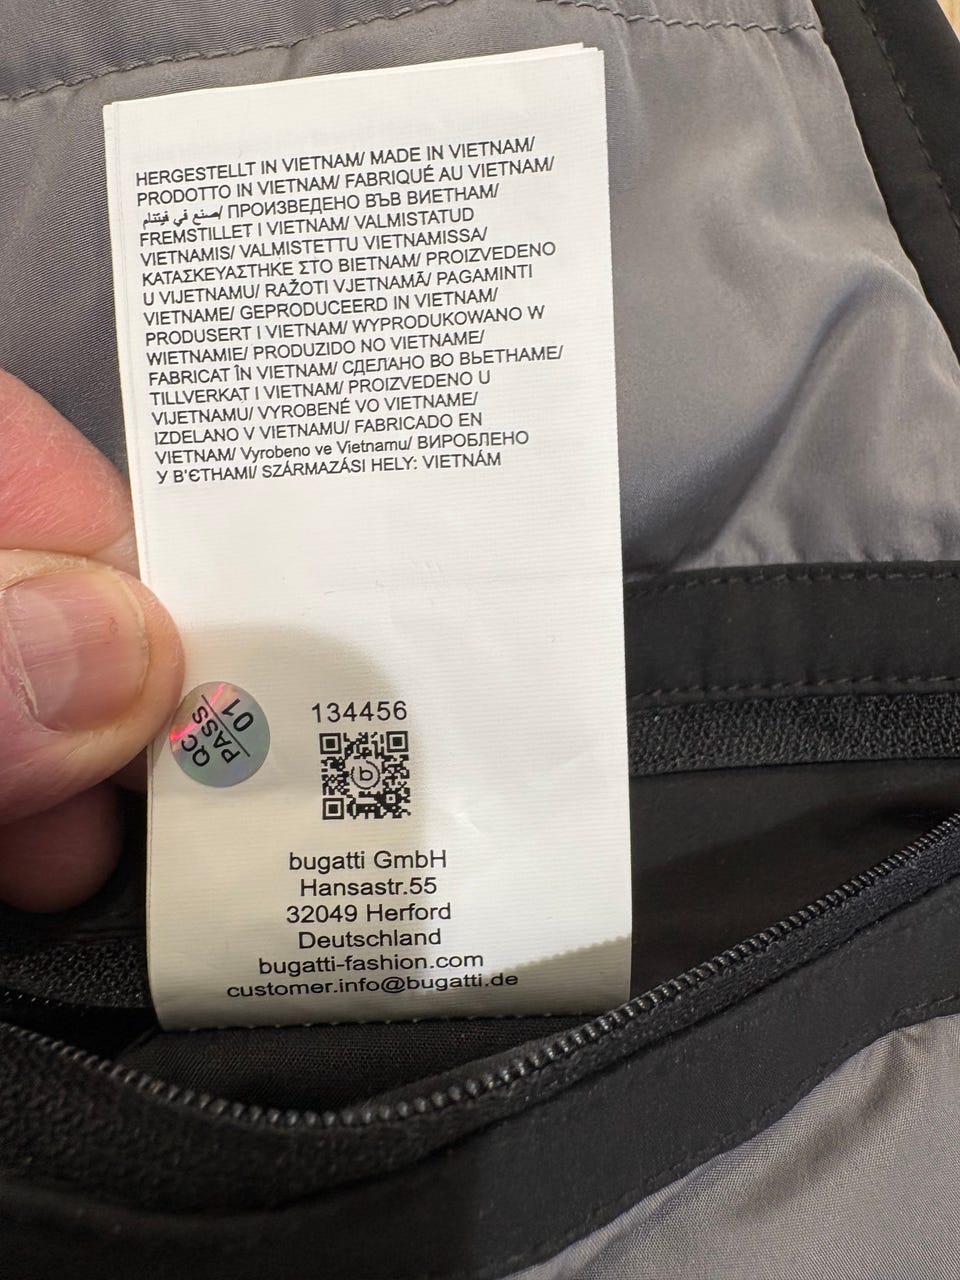 HERGESTELLT IN VIETNAM/ MADE IN VIETNAM/
PRODOTTO IN VIETNAM/ FABRIQUÉ AU VIETNAM/
صنع في فيتنام/ ПРОИЗВЕДЕНО ВЪВ ВИЕТНАМ/
FREMSTILLET I VIETNAM/ VALMISTATUD
VIETNAMIS/ VALMISTETTU VIETNAMISSA/
ΚΑΤΑΣΚΕΥΑΣΤΗΚΕ ΣΤΟ ΒΙΕΤΝΑΜ/ PROIZVEDENO
U VIJETNAMU/ RAŽOTI VJETNAMĀ/ PAGAMINTI
VIETNAME/ GEPRODUCEERD IN VIETNAM/
PRODUSERT I VIETNAM/ WYPRODUKOWANO W
WIETNAMIE/ PRODUZIDO NO VIETNAME/
FABRICAT ÎN VIETNAM/ СДЕЛАНО ВО ВЬЕТНАМЕ/
TILLVERKAT I VIETNAM/ PROIZVEDENO U
VIJETNAMU/ VYROBENÉ VO VIETNAME/
IZDELANO V VIETNAMU/ FABRICADO EN
VIETNAM/ Vyrobeno ve Vietnamu/ ВИРОБЛЕНО
У В'ЄТНАМІ/ SZÁRMAZÁSI HELY: VIETNÁM
134456
QC
PASS
01
b
bugatti GmbH
Hansastr.55
32049 Herford
Deutschland
bugatti-fashion.com
customer.info@bugatti.de